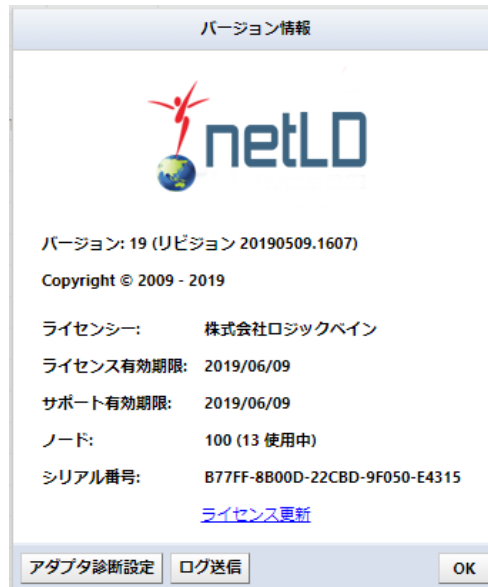 バージョン情報
netLD
バージョン: 19 (リビジョン 20190509.1607)
Copyright © 2009 - 2019
ライセンシー: 株式会社ロジックベイン
ライセンス有効期限: 2019/06/09
サポート有効期限: 2019/06/09
ノード: 100 (13 使用中)
シリアル番号: B77FF-8B00D-22CBD-9F050-E4315
ライセンス更新
アダプタ診断設定 ログ送信 OK